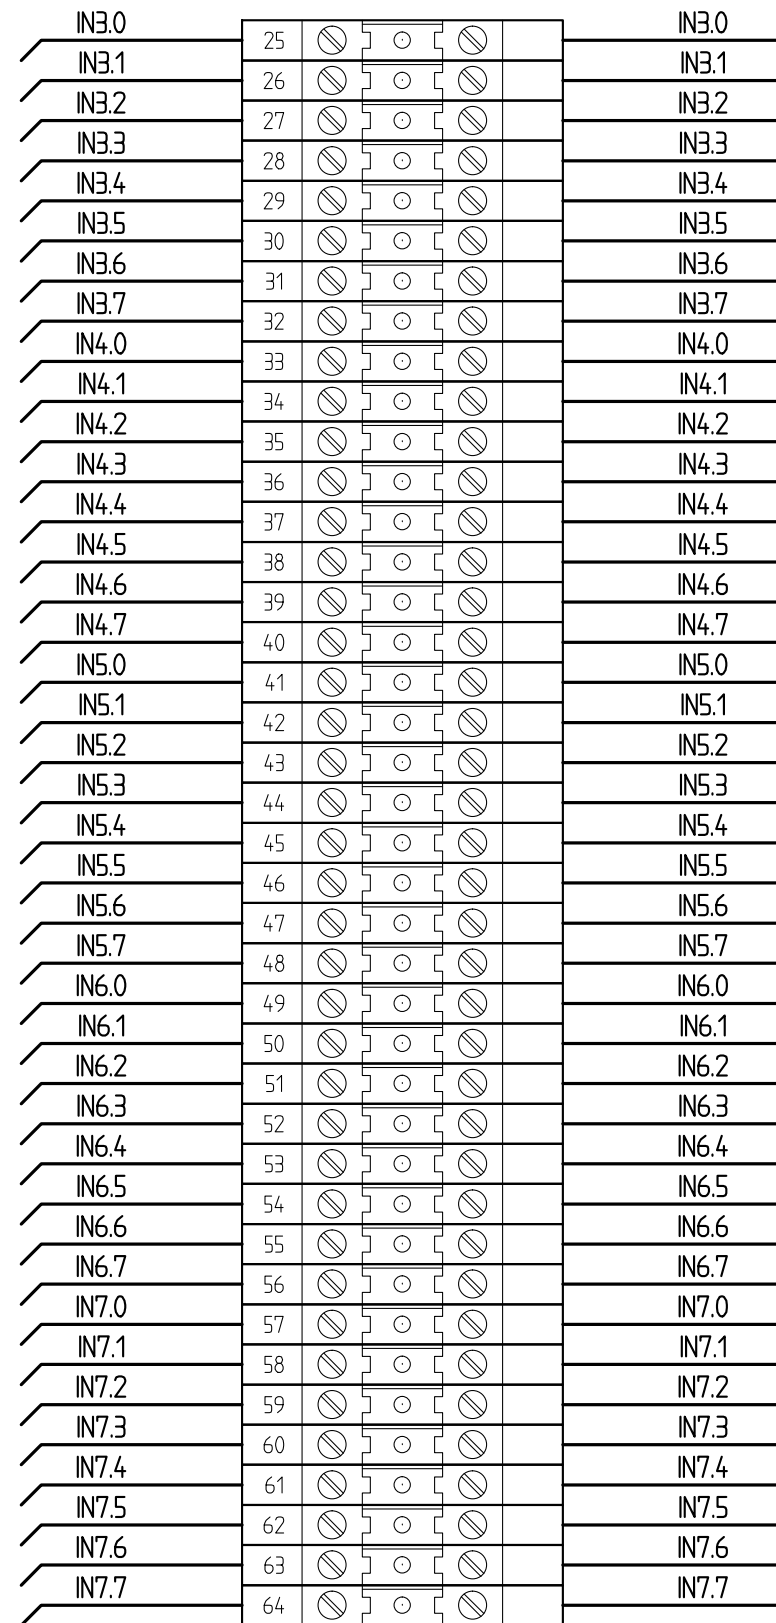 IN3.0 25 IN3.0
IN3.1 26 IN3.1
IN3.2 27 IN3.2
IN3.3 28 IN3.3
IN3.4 29 IN3.4
IN3.5 30 IN3.5
IN3.6 31 IN3.6
IN3.7 32 IN3.7
IN4.0 33 IN4.0
IN4.1 34 IN4.1
IN4.2 35 IN4.2
IN4.3 36 IN4.3
IN4.4 37 IN4.4
IN4.5 38 IN4.5
IN4.6 39 IN4.6
IN4.7 40 IN4.7
IN5.0 41 IN5.0
IN5.1 42 IN5.1
IN5.2 43 IN5.2
IN5.3 44 IN5.3
IN5.4 45 IN5.4
IN5.5 46 IN5.5
IN5.6 47 IN5.6
IN5.7 48 IN5.7
IN6.0 49 IN6.0
IN6.1 50 IN6.1
IN6.2 51 IN6.2
IN6.3 52 IN6.3
IN6.4 53 IN6.4
IN6.5 54 IN6.5
IN6.6 55 IN6.6
IN6.7 56 IN6.7
IN7.0 57 IN7.0
IN7.1 58 IN7.1
IN7.2 59 IN7.2
IN7.3 60 IN7.3
IN7.4 61 IN7.4
IN7.5 62 IN7.5
IN7.6 63 IN7.6
IN7.7 64 IN7.7